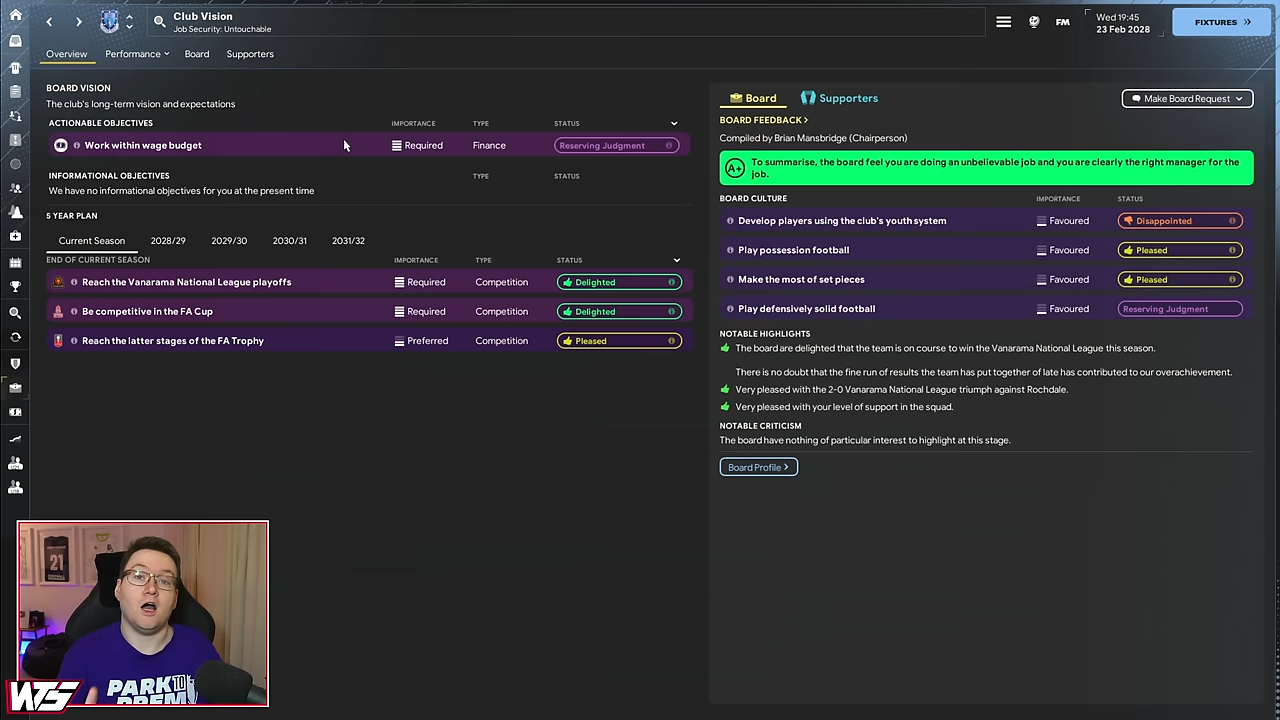 Club Vision
Job Security: Untouchable
FM
Wed 19:45
23 Feb 2028
FIXTURES
Overview
Performance
Board
Supporters
BOARD VISION
The club's long-term vision and expectations
ACTIONABLE OBJECTIVES IMPORTANCE TYPE STATUS
Work within wage budget Required Finance Reserving Judgment
INFORMATIONAL OBJECTIVES TYPE STATUS
We have no informational objectives for you at the present time
5 YEAR PLAN
Current Season 2028/29 2029/30 2030/31 2031/32
END OF CURRENT SEASON IMPORTANCE TYPE STATUS
Reach the Vanarama National League playoffs Required Competition Delighted
Be competitive in the FA Cup Required Competition Delighted
Reach the latter stages of the FA Trophy Preferred Competition Pleased
Board Supporters Make Board Request
BOARD FEEDBACK >
Compiled by Brian Mansbridge (Chairperson)
A+
To summarise, the board feel you are doing an unbelievable job and you are clearly the right manager for the
job.
BOARD CULTURE IMPORTANCE STATUS
Develop players using the club's youth system Favoured Disappointed
Play possession football Favoured Pleased
Make the most of set pieces Favoured Pleased
Play defensively solid football Favoured Reserving Judgment
NOTABLE HIGHLIGHTS
The board are delighted that the team is on course to win the Vanarama National League this season.
There is no doubt that the fine run of results the team has put together of late has contributed to our overachievement.
Very pleased with the 2-0 Vanarama National League triumph against Rochdale.
Very pleased with your level of support in the squad.
NOTABLE CRITICISM
The board have nothing of particular interest to highlight at this stage.
Board Profile >
21
PARK TO
PREM
WTS